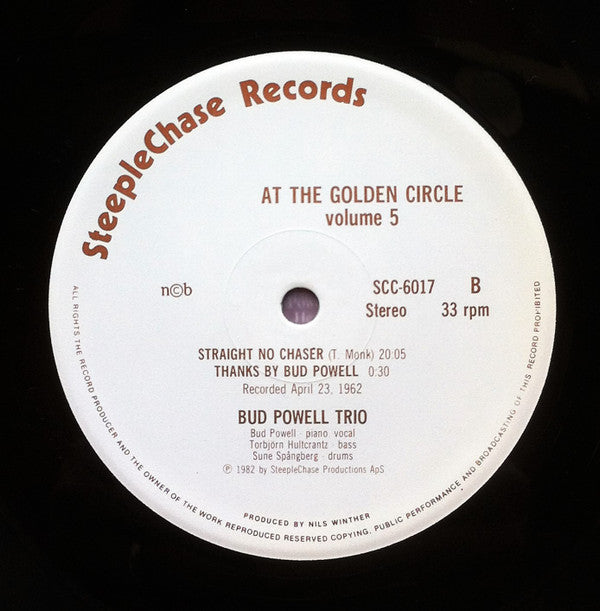 SteepleChase Records
AT THE GOLDEN CIRCLE
volume 5
n©b
SCC-6017 B
Stereo 33 rpm
STRAIGHT NO CHASER (T. Monk) 20:05
THANKS BY BUD POWELL 0:30
Recorded April 23, 1962
BUD POWELL TRIO
Bud Powell · piano vocal
Torbjörn Hultcrantz · bass
Sune Spångberg · drums
℗ 1982 by SteepleChase Productions ApS
PRODUCED BY NILS WINTHER
ALL RIGHTS THE RECORD PRODUCER AND THE OWNER OF THE WORK REPRODUCED RESERVED COPYING, PUBLIC PERFORMANCE AND BROADCASTING OF THIS RECORD PROHIBITED